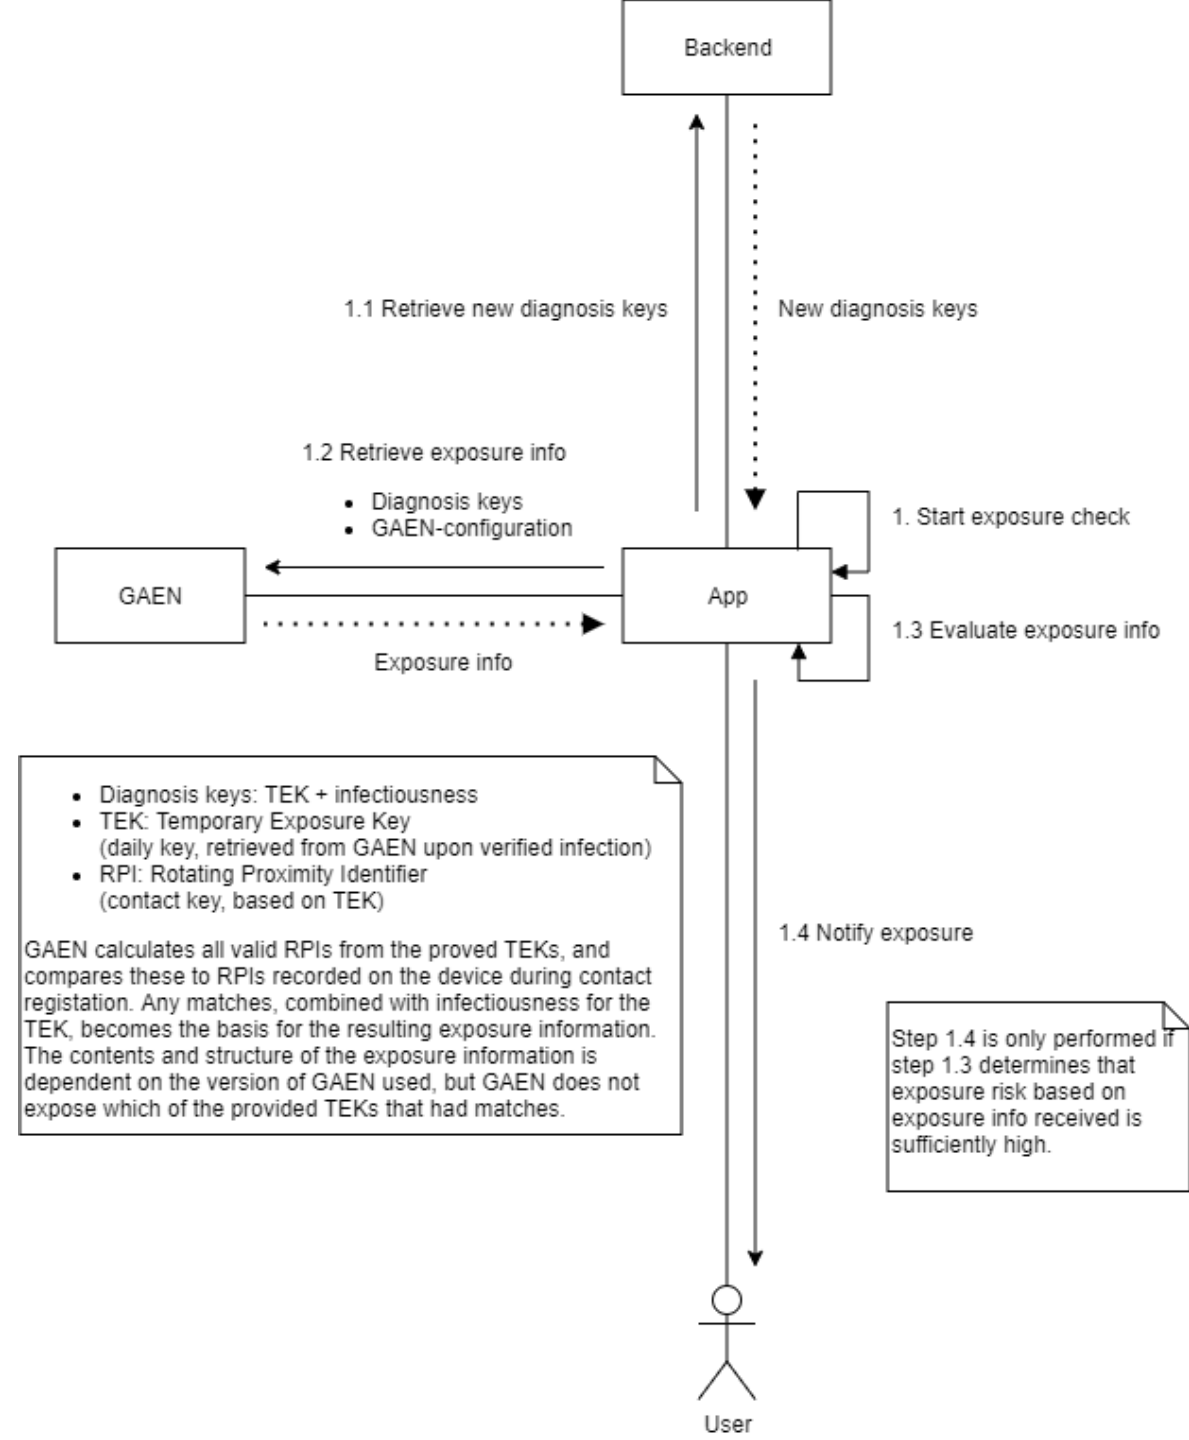 Backend
1.1 Retrieve new diagnosis keys
New diagnosis keys
1.2 Retrieve exposure info
• Diagnosis keys
• GAEN-configuration
1. Start exposure check
GAEN
App
1.3 Evaluate exposure info
Exposure info
• Diagnosis keys: TEK + infectiousness
• TEK: Temporary Exposure Key
(daily key, retrieved from GAEN upon verified infection)
• RPI: Rotating Proximity Identifier
(contact key, based on TEK)
GAEN calculates all valid RPIs from the proved TEKs, and
compares these to RPIs recorded on the device during contact
registation. Any matches, combined with infectiousness for the
TEK, becomes the basis for the resulting exposure information.
The contents and structure of the exposure information is
dependent on the version of GAEN used, but GAEN does not
expose which of the provided TEKs that had matches.
1.4 Notify exposure
Step 1.4 is only performed if
step 1.3 determines that
exposure risk based on
exposure info received is
sufficiently high.
User